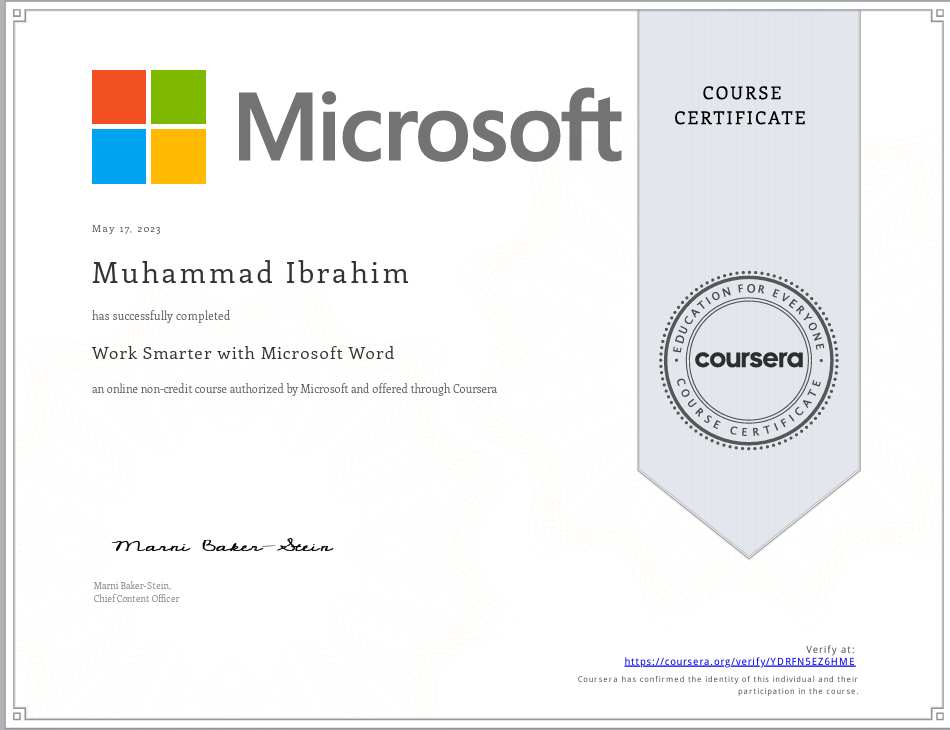 Microsoft
COURSE
CERTIFICATE
May 17, 2023
Muhammad Ibrahim
has successfully completed
Work Smarter with Microsoft Word
an online non-credit course authorized by Microsoft and offered through Coursera
EDUCATION FOR EVERYONE
coursera
COURSE CERTIFICATE
Marni Baker-Stein
Marni Baker-Stein,
Chief Content Officer
Verify at:
https://coursera.org/verify/YDRFN5EZ6HME
Coursera has confirmed the identity of this individual and their
participation in the course.